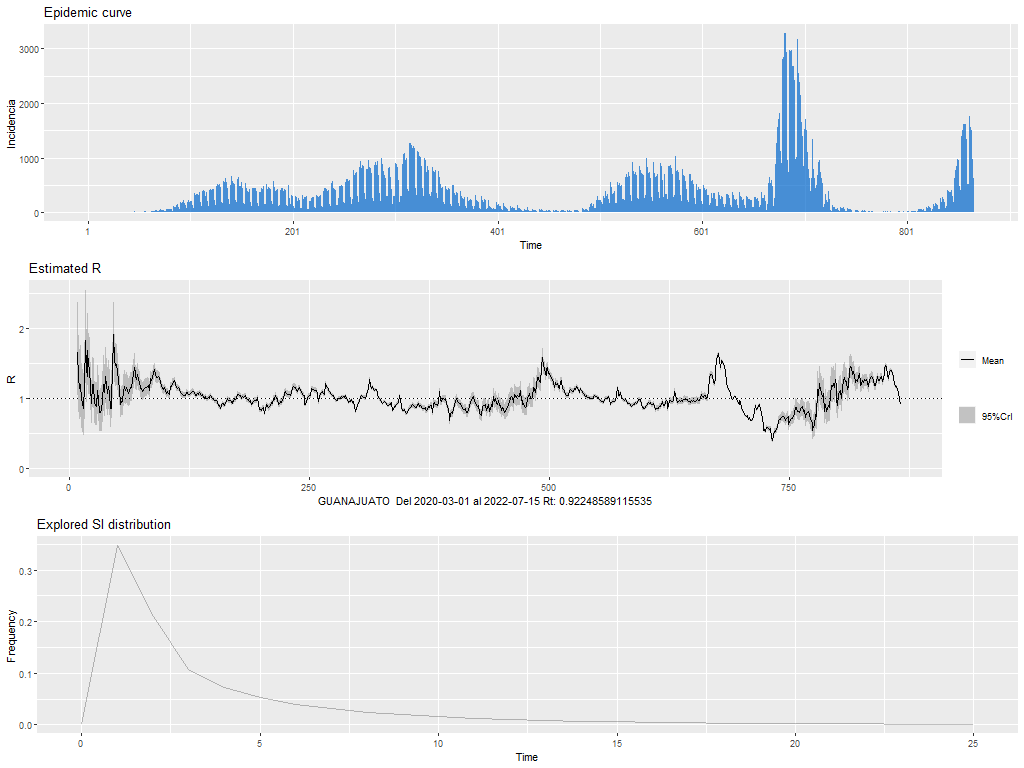 Epidemic curve
Incidencia
3000
2000
1000
0
1
201
401
601
801
Time
Estimated R
R
2
1
0
0
250
500
750
Mean
95%CrI
GUANAJUATO Del 2020-03-01 al 2022-07-15 Rt: 0.92248589115535
Explored SI distribution
Frequency
0.3
0.2
0.1
0.0
0
5
10
15
20
25
Time